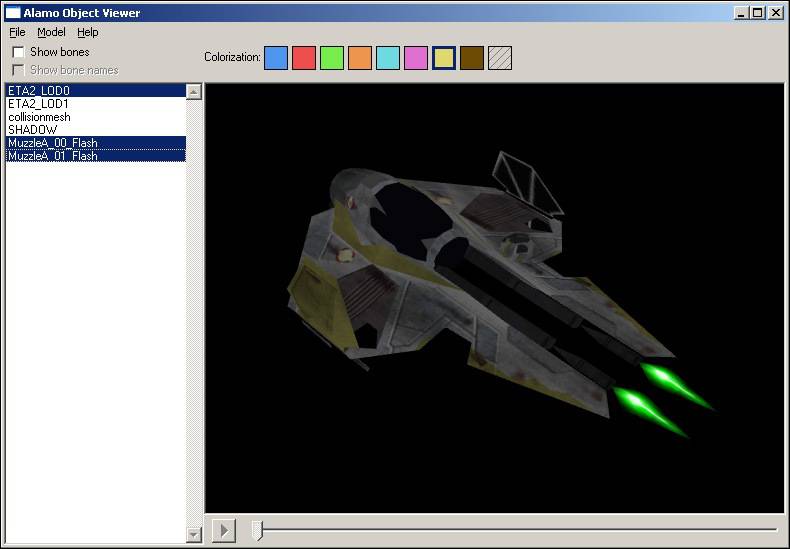 Alamo Object Viewer
File Model Help
Show bones
Show bone names
Colorization:
ETA2_LOD0
ETA2_LOD1
collisionmesh
SHADOW
MuzzleA_00_Flash
MuzzleA_01_Flash